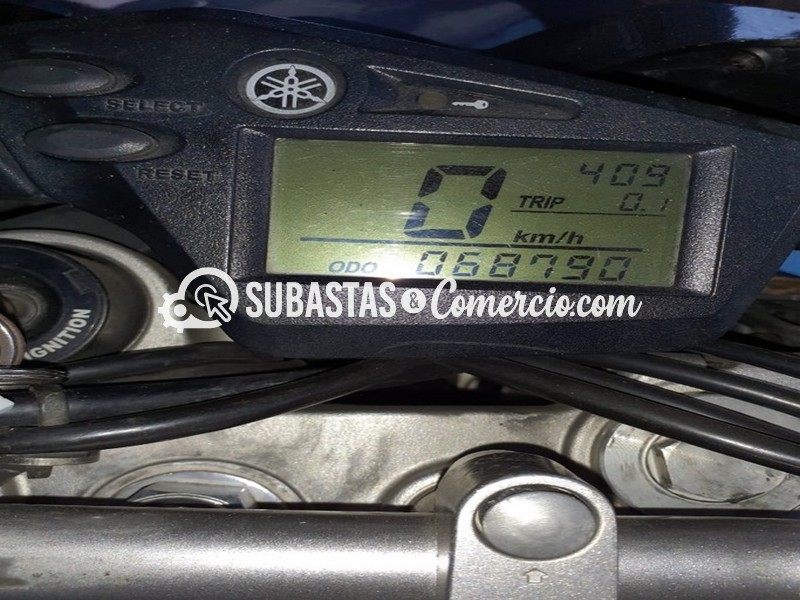 SELECT
RESET
409
TRIP 0.1
0
km/h
ODO 068790
IGNITION
SUBASTAS & Comercio.com